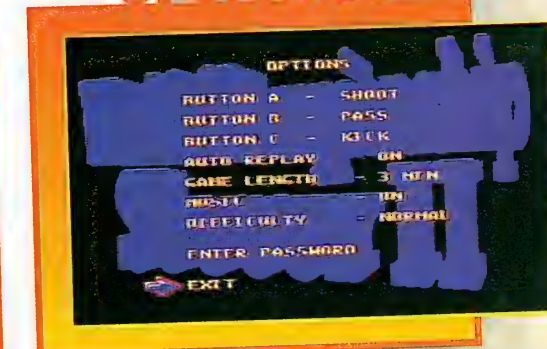 OPTIONS
BUTTON A - SHOOT
BUTTON B - PASS
BUTTON C - KICK
AUTO REPLAY - ON
GAME LENGTH - 3 MIN
MUSIC - ON
DIFFICULTY - NORMAL
ENTER PASSWORD
EXIT